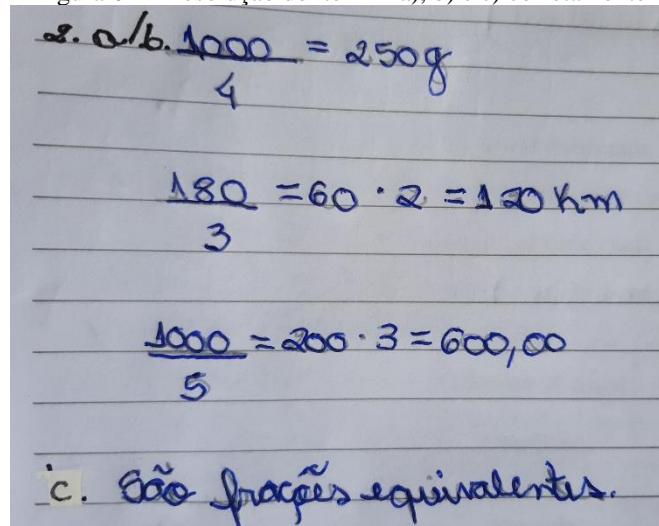 2. a/b. 1000/4 = 250g
180/3 = 60 · 2 = 120 Km
1000/5 = 200 · 3 = 600,00
c. São frações equivalentes.